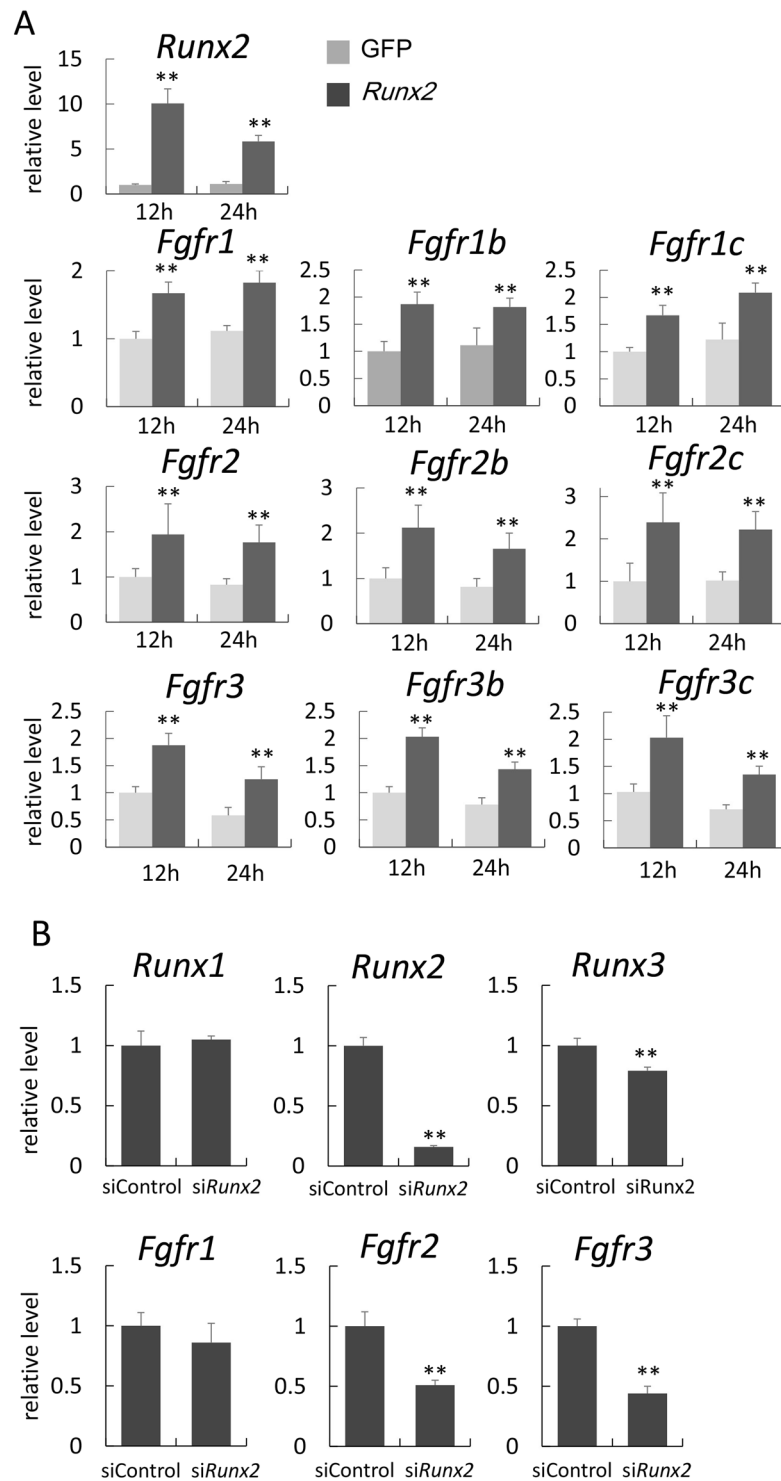 A
Runx2
GFP
Runx2
relative level
15
10
5
0
** **
12h 24h
Fgfr1 Fgfr1b Fgfr1c
relative level
2
1
0
** **
12h 24h
2.5
2
1.5
1
0.5
0
** **
12h 24h
2.5
2
1.5
1
0.5
0
** **
12h 24h
Fgfr2 Fgfr2b Fgfr2c
relative level
3
2
1
0
** **
12h 24h
3
2
1
0
** **
12h 24h
3
2
1
0
** **
12h 24h
Fgfr3 Fgfr3b Fgfr3c
relative level
2.5
2
1.5
1
0.5
0
** **
12h 24h
2.5
2
1.5
1
0.5
0
** **
12h 24h
2.5
2
1.5
1
0.5
0
** **
12h 24h
B
Runx1 Runx2 Runx3
relative level
1.5
1
0.5
0
siControl siRunx2
1.5
1
0.5
0
**
siControl siRunx2
1.5
1
0.5
0
**
siControl siRunx2
Fgfr1 Fgfr2 Fgfr3
relative level
1.5
1
0.5
0
siControl siRunx2
1.5
1
0.5
0
**
siControl siRunx2
1.5
1
0.5
0
**
siControl siRunx2